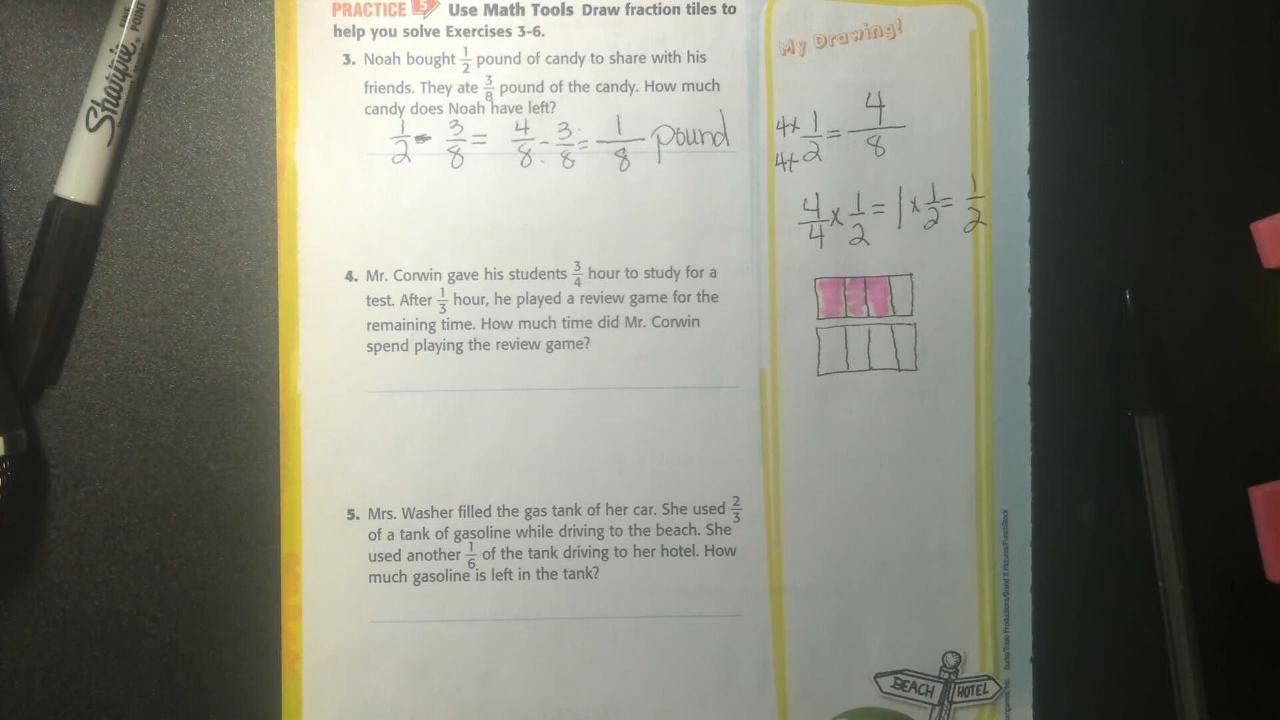 Sharpie
FINE
POINT
PRACTICE 5 Use Math Tools Draw fraction tiles to
help you solve Exercises 3-6.
3. Noah bought 1/2 pound of candy to share with his
friends. They ate 3/8 pound of the candy. How much
candy does Noah have left?
1/2 - 3/8 = 4/8 - 3/8 = 1/8 pound
4. Mr. Corwin gave his students 3/4 hour to study for a
test. After 1/3 hour, he played a review game for the
remaining time. How much time did Mr. Corwin
spend playing the review game?
5. Mrs. Washer filled the gas tank of her car. She used 2/3
of a tank of gasoline while driving to the beach. She
used another 1/6 of the tank driving to her hotel. How
much gasoline is left in the tank?
My Drawing!
4x 1/4x 2 = 4/8
4/4 x 1/2 = 1 x 1/2 = 1/2
BEACH HOTEL